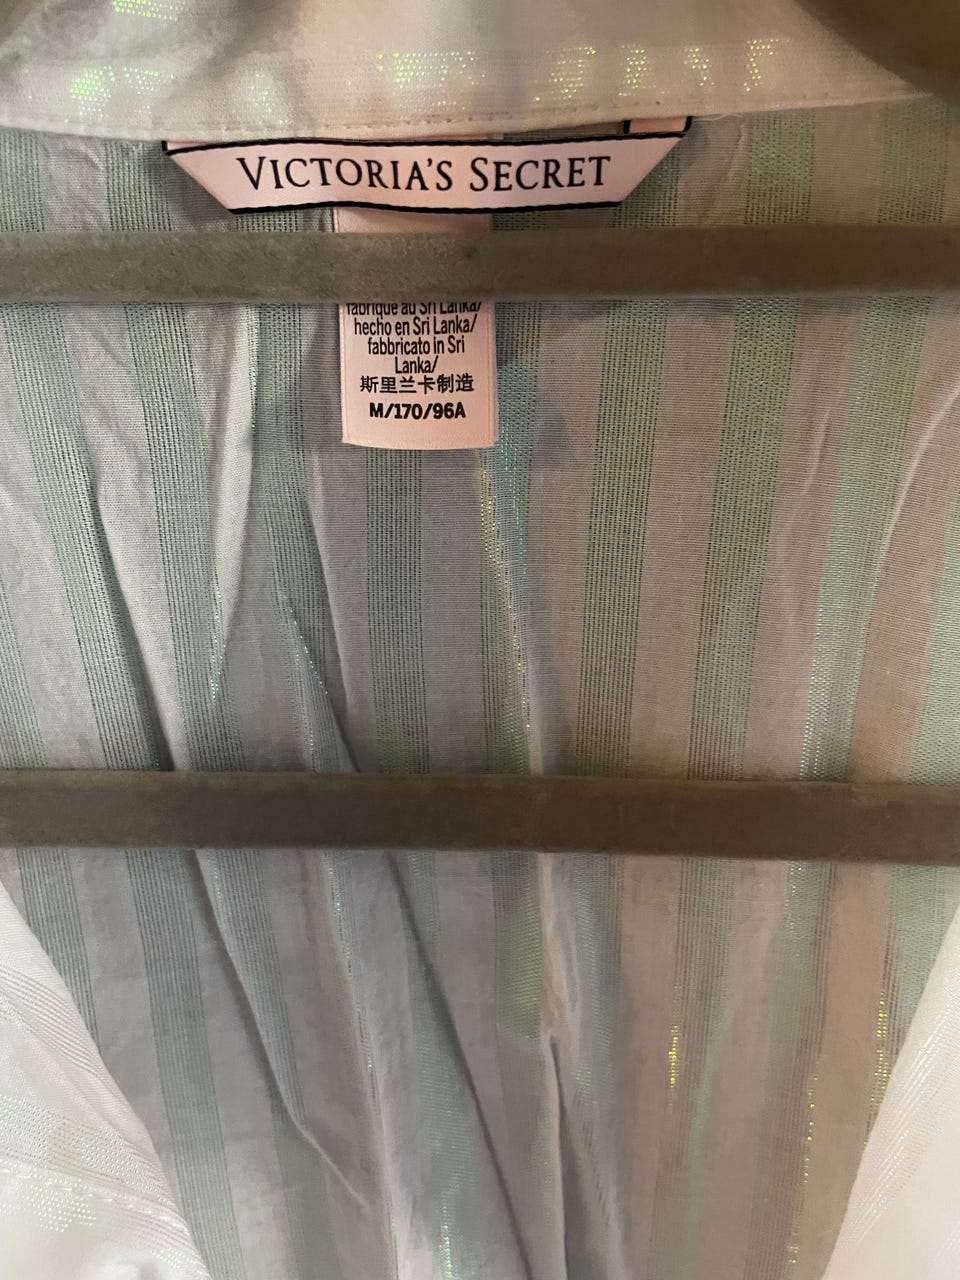 VICTORIA'S SECRET
fabriqué au Sri Lanka/
hecho en Sri Lanka/
fabbricato in Sri
Lanka/
斯里兰卡制造
M/170/96A